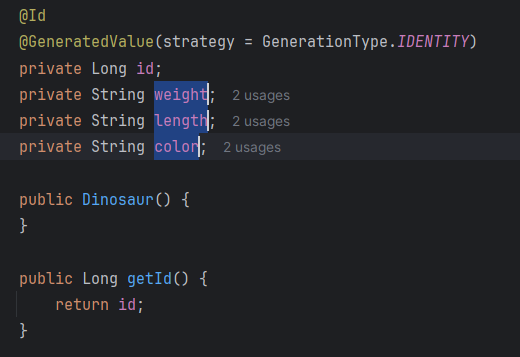 @Id
@GeneratedValue(strategy = GenerationType.IDENTITY)
private Long id;
private String weight; 2 usages
private String length; 2 usages
private String color; 2 usages
public Dinosaur() {
}
public Long getId() {
return id;
}